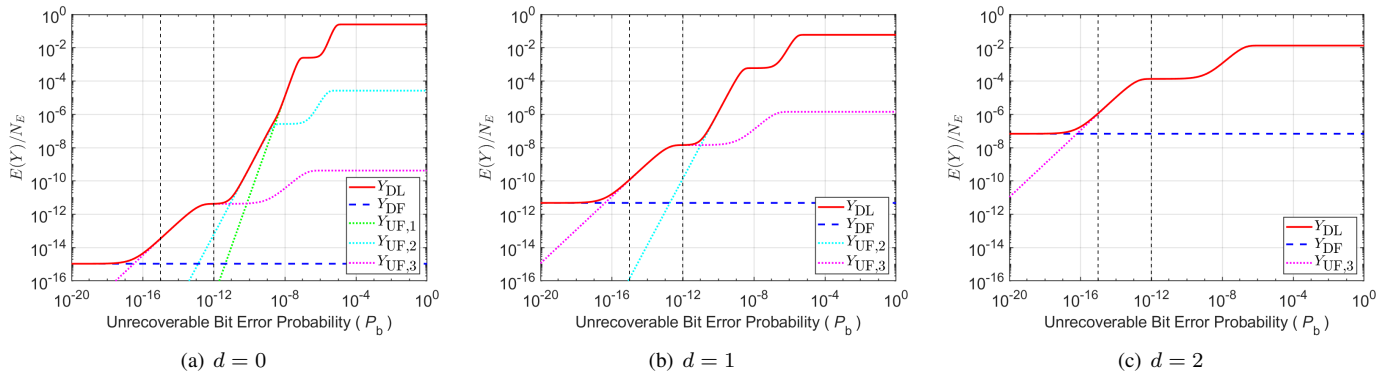 10^0
10^-2
10^-4
10^-6
10^-8
10^-10
10^-12
10^-14
10^-16
E(Y)/N_E
10^-20
10^-16
10^-12
10^-8
10^-4
10^0
Unrecoverable Bit Error Probability ( P_b )
Y_DL
Y_DF
Y_UF,1
Y_UF,2
Y_UF,3
(a) d = 0
10^0
10^-2
10^-4
10^-6
10^-8
10^-10
10^-12
10^-14
10^-16
E(Y)/N_E
10^-20
10^-16
10^-12
10^-8
10^-4
10^0
Unrecoverable Bit Error Probability ( P_b )
Y_DL
Y_DF
Y_UF,2
Y_UF,3
(b) d = 1
10^0
10^-2
10^-4
10^-6
10^-8
10^-10
10^-12
10^-14
10^-16
E(Y)/N_E
10^-20
10^-16
10^-12
10^-8
10^-4
10^0
Unrecoverable Bit Error Probability ( P_b )
Y_DL
Y_DF
Y_UF,3
(c) d = 2